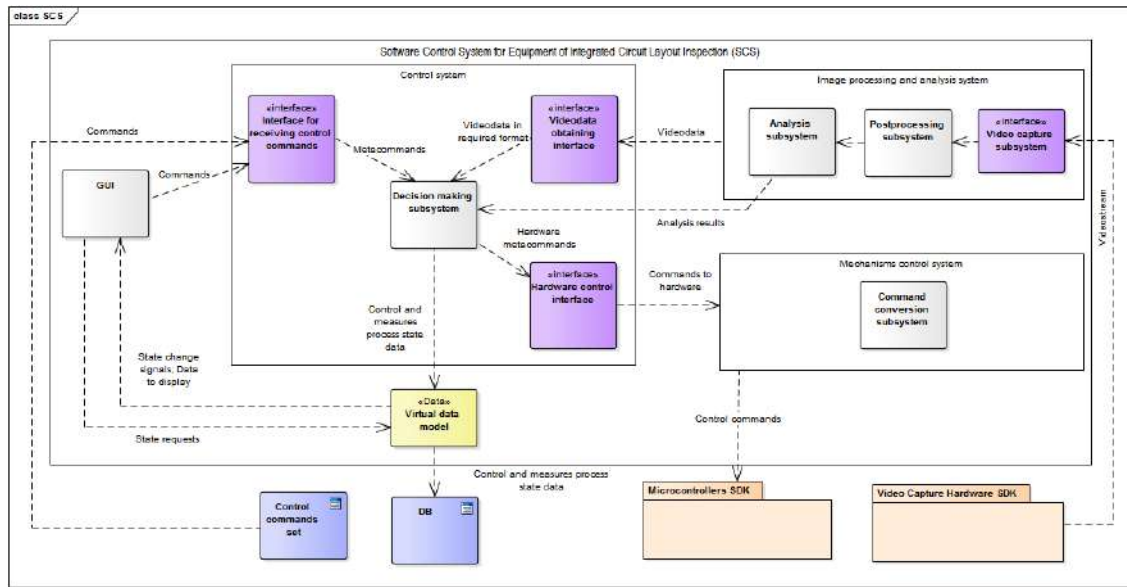 class SCS
Software Control System for Equipment of Integrated Circuit Layout Inspection (SCS)
Control system
Image processing and analysis system
«interface»
Interface for
receiving control
commands
«interface»
Videodata
obtaining
interface
Analysis
subsystem
Postprocessing
subsystem
«interface»
Video capture
subsystem
Commands
Videodata in
required format
Videodata
Metacommands
GUI
Commands
Decision making
subsystem
Analysis results
Videostream
Hardware
metacommands
«interface»
Hardware control
interface
Commands to
hardware
Mechanisms control system
Command
conversion
subsystem
Control and
measures
process state
data
State change
signals, Data
to display
«Data»
Virtual data
model
State requests
Control commands
Control and measures process
state data
Control
commands
set
DB
Microcontrollers SDK
Video Capture Hardware SDK